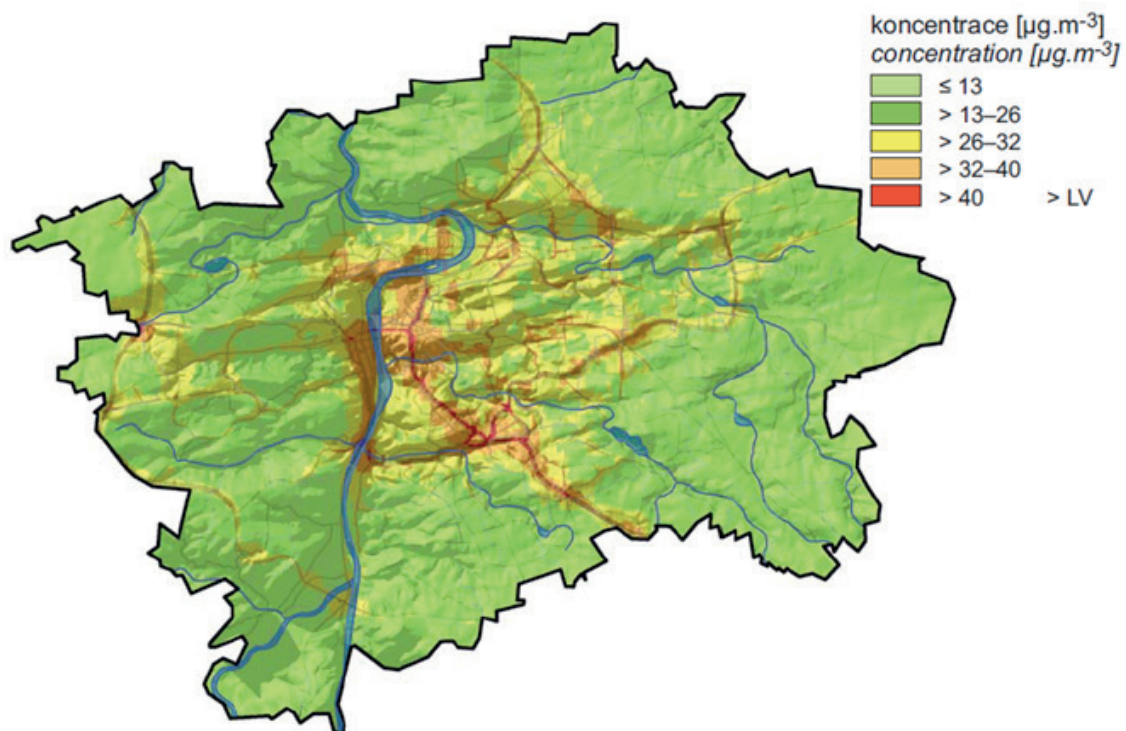 koncentrace [µg.m-3]
concentration [µg.m-3]
≤ 13
> 13–26
> 26–32
> 32–40
> 40 > LV